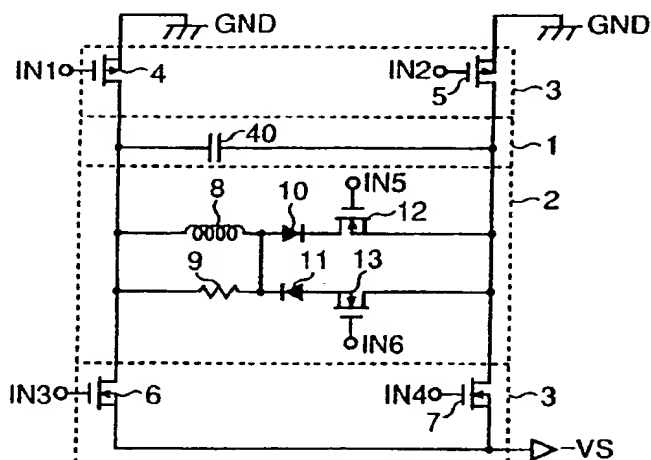 GND GND
IN1 4 IN2 5 3
40 1
IN5
8 10 12 2
9 11 13
IN6
IN3 6 IN4 7 3
-VS